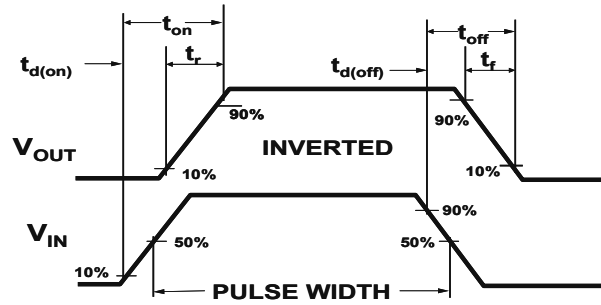 t_on t_off
t_d(on) t_r t_d(off) t_f
90% 90%
V_OUT INVERTED
10% 10%
V_IN 90%
50% 50%
10%
PULSE WIDTH